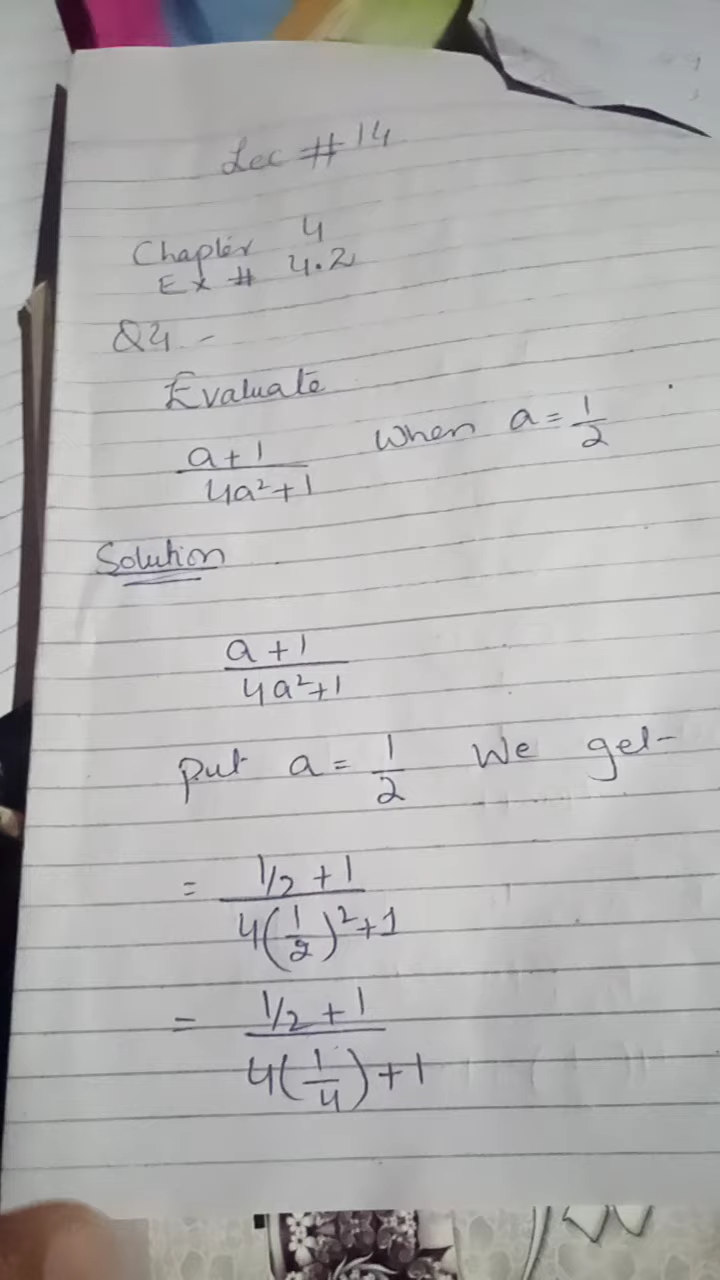 Lec # 14
Chapter 4
Ex # 4.2
Q4.-
Evaluate
a+1 / 4a²+1 when a = 1/2
Solution
a+1 / 4a²+1
put a = 1/2 We get-
= 1/2 + 1 / 4(1/2)²+1
= 1/2 + 1 / 4(1/4)+1